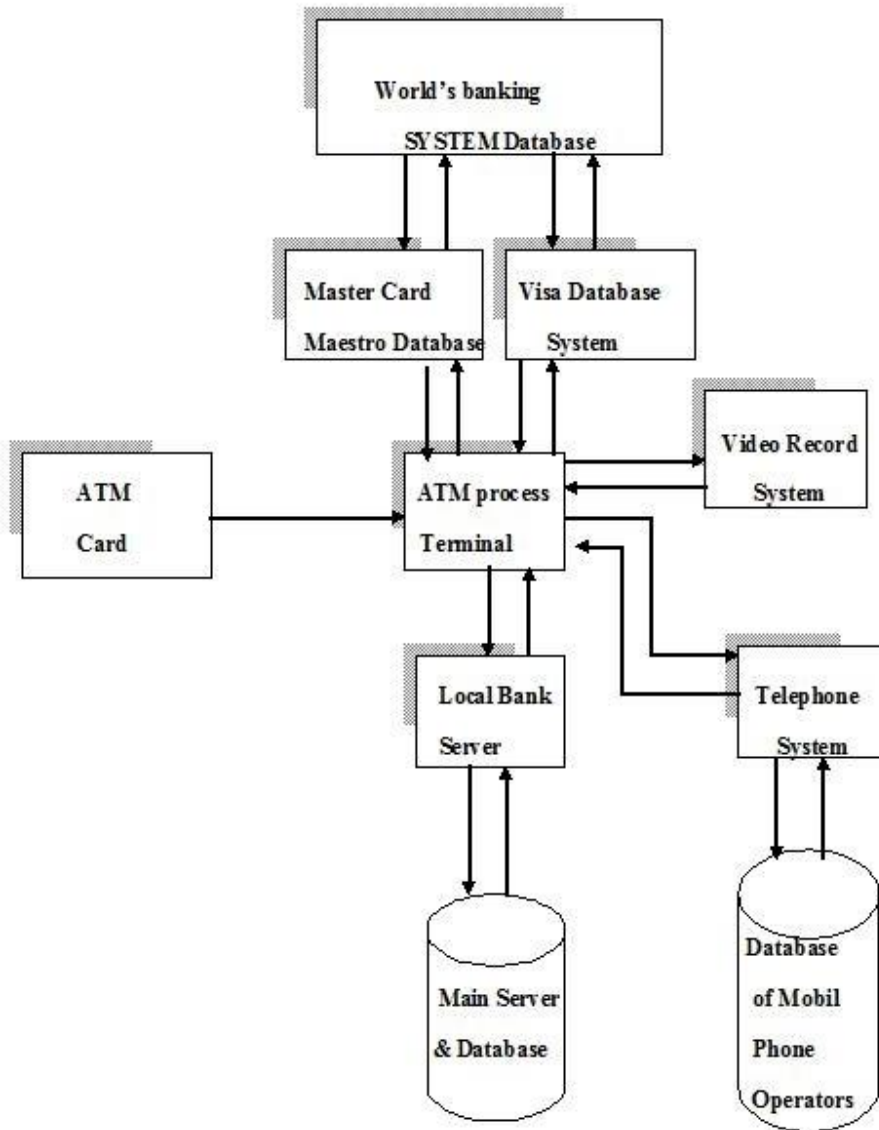 World's banking
SYSTEM Database
Master Card
Maestro Database
Visa Database
System
Video Record
System
ATM
Card
ATM process
Terminal
Local Bank
Server
Telephone
System
Main Server
& Database
Database
of Mobil
Phone
Operators